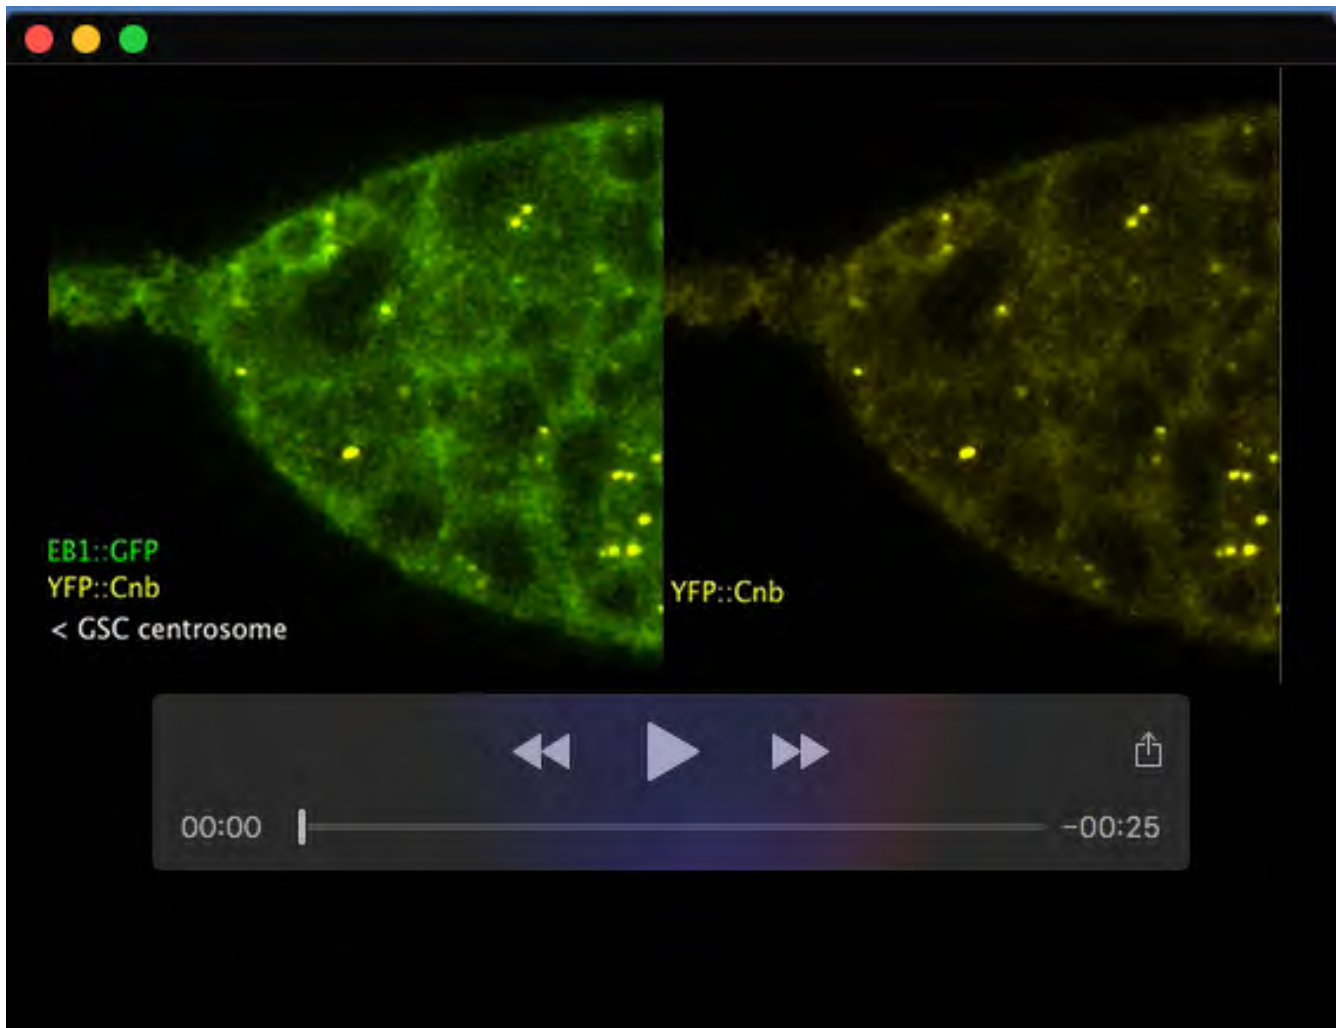 EB1::GFP
YFP::Cnb
< GSC centrosome
YFP::Cnb
00:00
-00:25